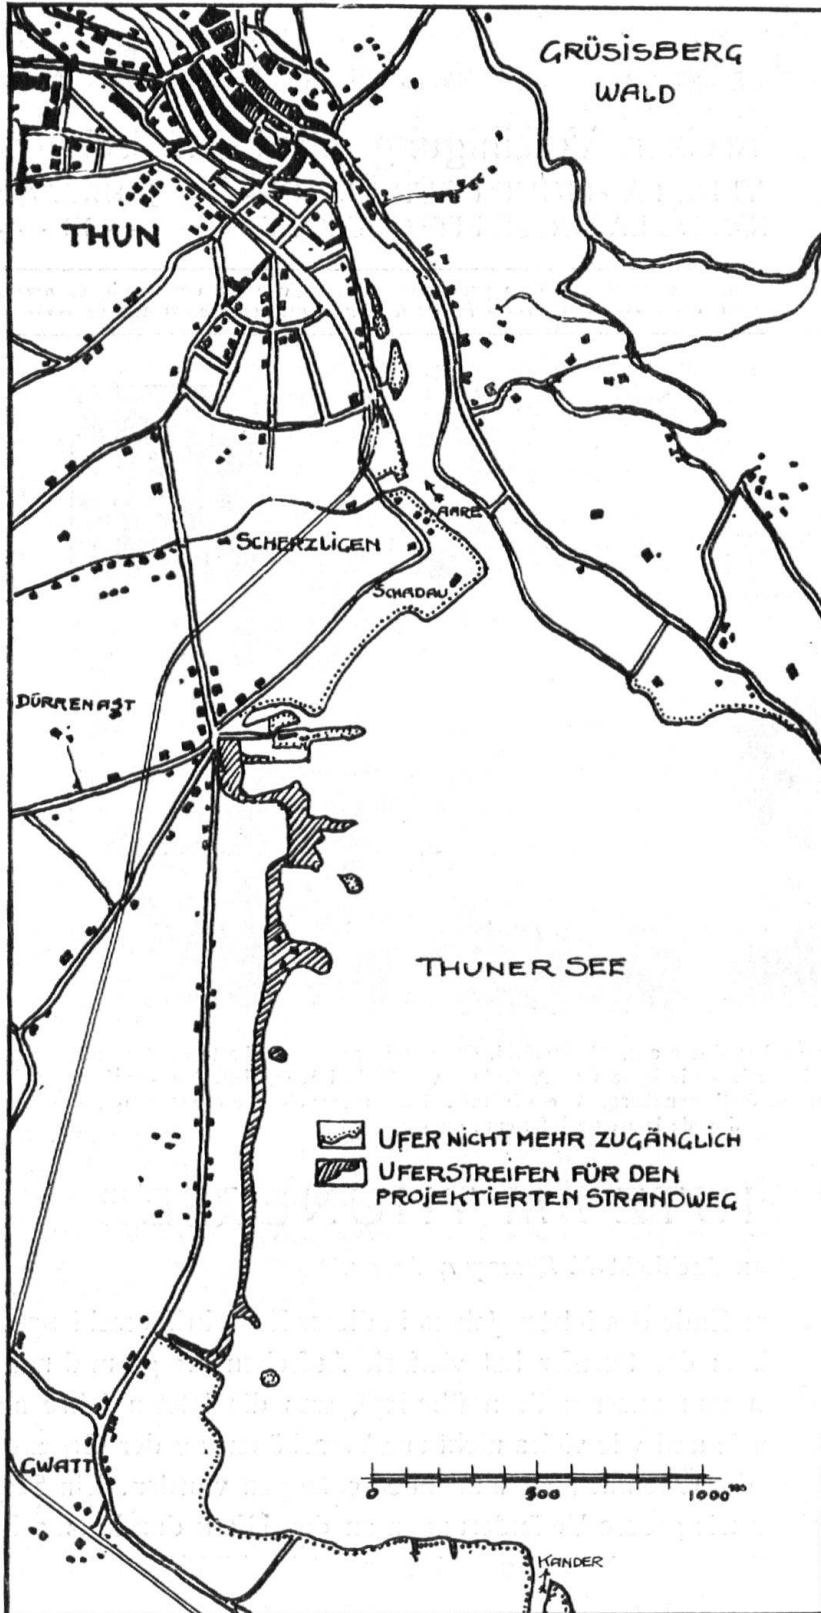 GRÜSISBERG
WALD
THUN
AARE
SCHERZLIGEN
SCHADAU
DÜRRENAST
THUNER SEE
UFER NICHT MEHR ZUGÄNGLICH
UFERSTREIFEN FÜR DEN
PROJEKTIERTEN STRANDWEG
GWATT
0 500 1000
KANDER